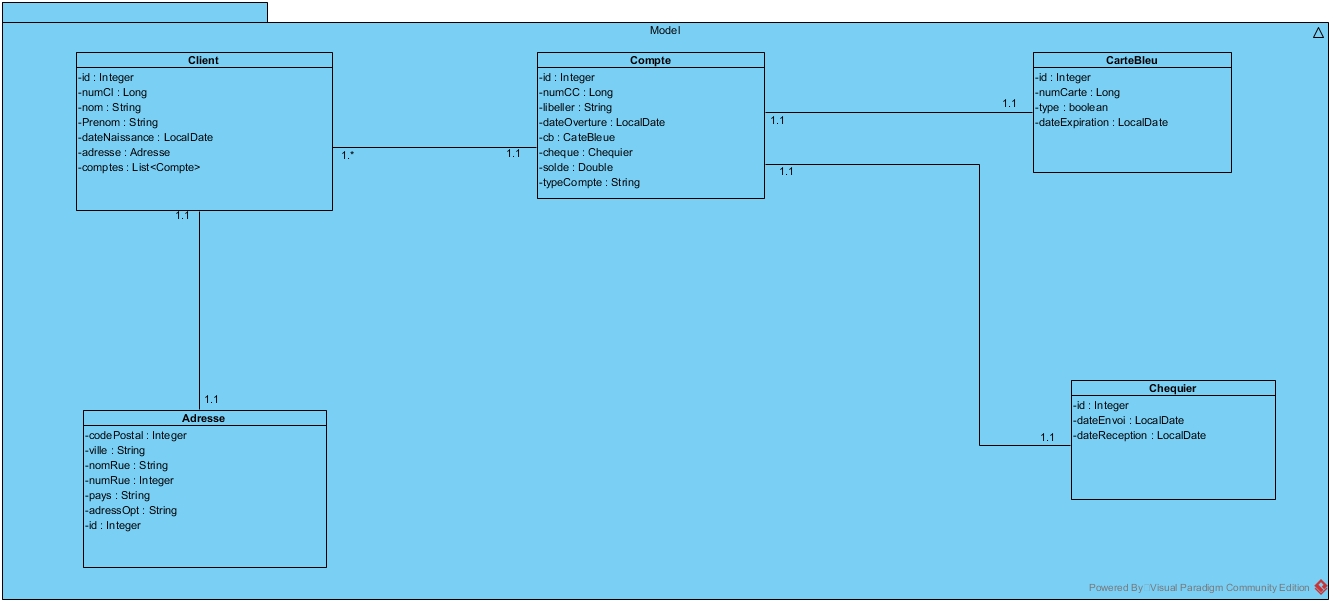 Model
Client
-id : Integer
-numCl : Long
-nom : String
-Prenom : String
-dateNaissance : LocalDate
-adresse : Adresse
-comptes : List<Compte>
1.*
1.1
1.1
1.1
Compte
-id : Integer
-numCC : Long
-libeller : String
-dateOverture : LocalDate
-cb : CateBleue
-cheque : Chequier
-solde : Double
-typeCompte : String
1.1
1.1
1.1
1.1
CarteBleu
-id : Integer
-numCarte : Long
-type : boolean
-dateExpiration : LocalDate
Adresse
-codePostal : Integer
-ville : String
-nomRue : String
-numRue : Integer
-pays : String
-adressOpt : String
-id : Integer
Chequier
-id : Integer
-dateEnvoi : LocalDate
-dateReception : LocalDate
Powered By Visual Paradigm Community Edition